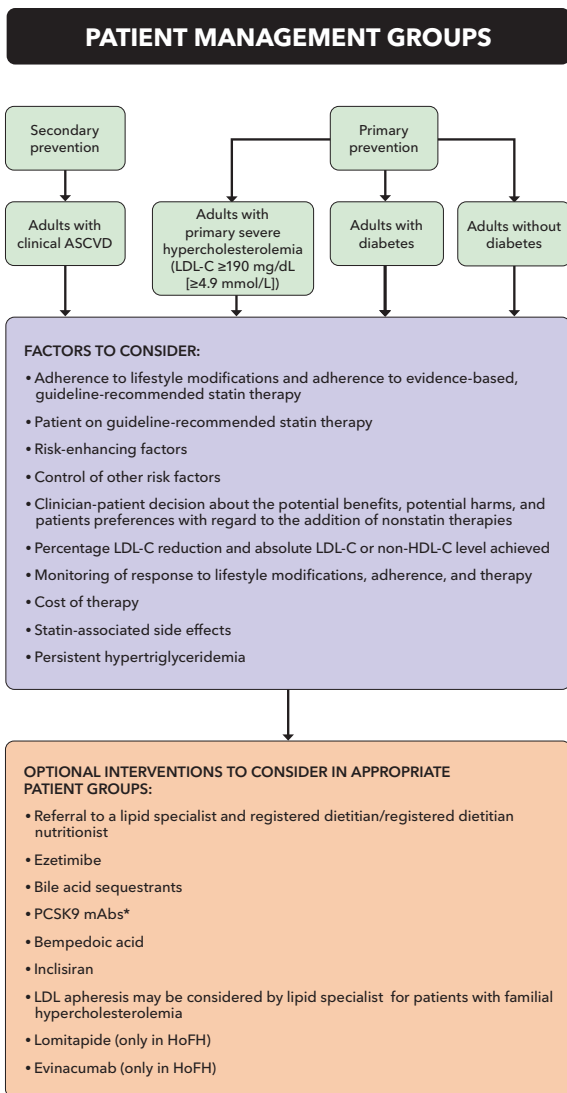 PATIENT MANAGEMENT GROUPS
Secondary
prevention
Primary
prevention
Adults with
clinical ASCVD
Adults with
primary severe
hypercholesterolemia
(LDL-C ≥190 mg/dL
[≥4.9 mmol/L])
Adults with
diabetes
Adults without
diabetes
FACTORS TO CONSIDER:
• Adherence to lifestyle modifications and adherence to evidence-based,
guideline-recommended statin therapy
• Patient on guideline-recommended statin therapy
• Risk-enhancing factors
• Control of other risk factors
• Clinician-patient decision about the potential benefits, potential harms, and
patients preferences with regard to the addition of nonstatin therapies
• Percentage LDL-C reduction and absolute LDL-C or non-HDL-C level achieved
• Monitoring of response to lifestyle modifications, adherence, and therapy
• Cost of therapy
• Statin-associated side effects
• Persistent hypertriglyceridemia
OPTIONAL INTERVENTIONS TO CONSIDER IN APPROPRIATE
PATIENT GROUPS:
• Referral to a lipid specialist and registered dietitian/registered dietitian
nutritionist
• Ezetimibe
• Bile acid sequestrants
• PCSK9 mAbs*
• Bempedoic acid
• Inclisiran
• LDL apheresis may be considered by lipid specialist for patients with familial
hypercholesterolemia
• Lomitapide (only in HoFH)
• Evinacumab (only in HoFH)